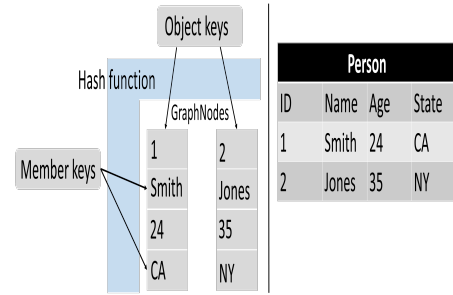 Object keys
Hash function
GraphNodes
Member keys
1 2
Smith Jones
24 35
CA NY
Person
ID Name Age State
1 Smith 24 CA
2 Jones 35 NY